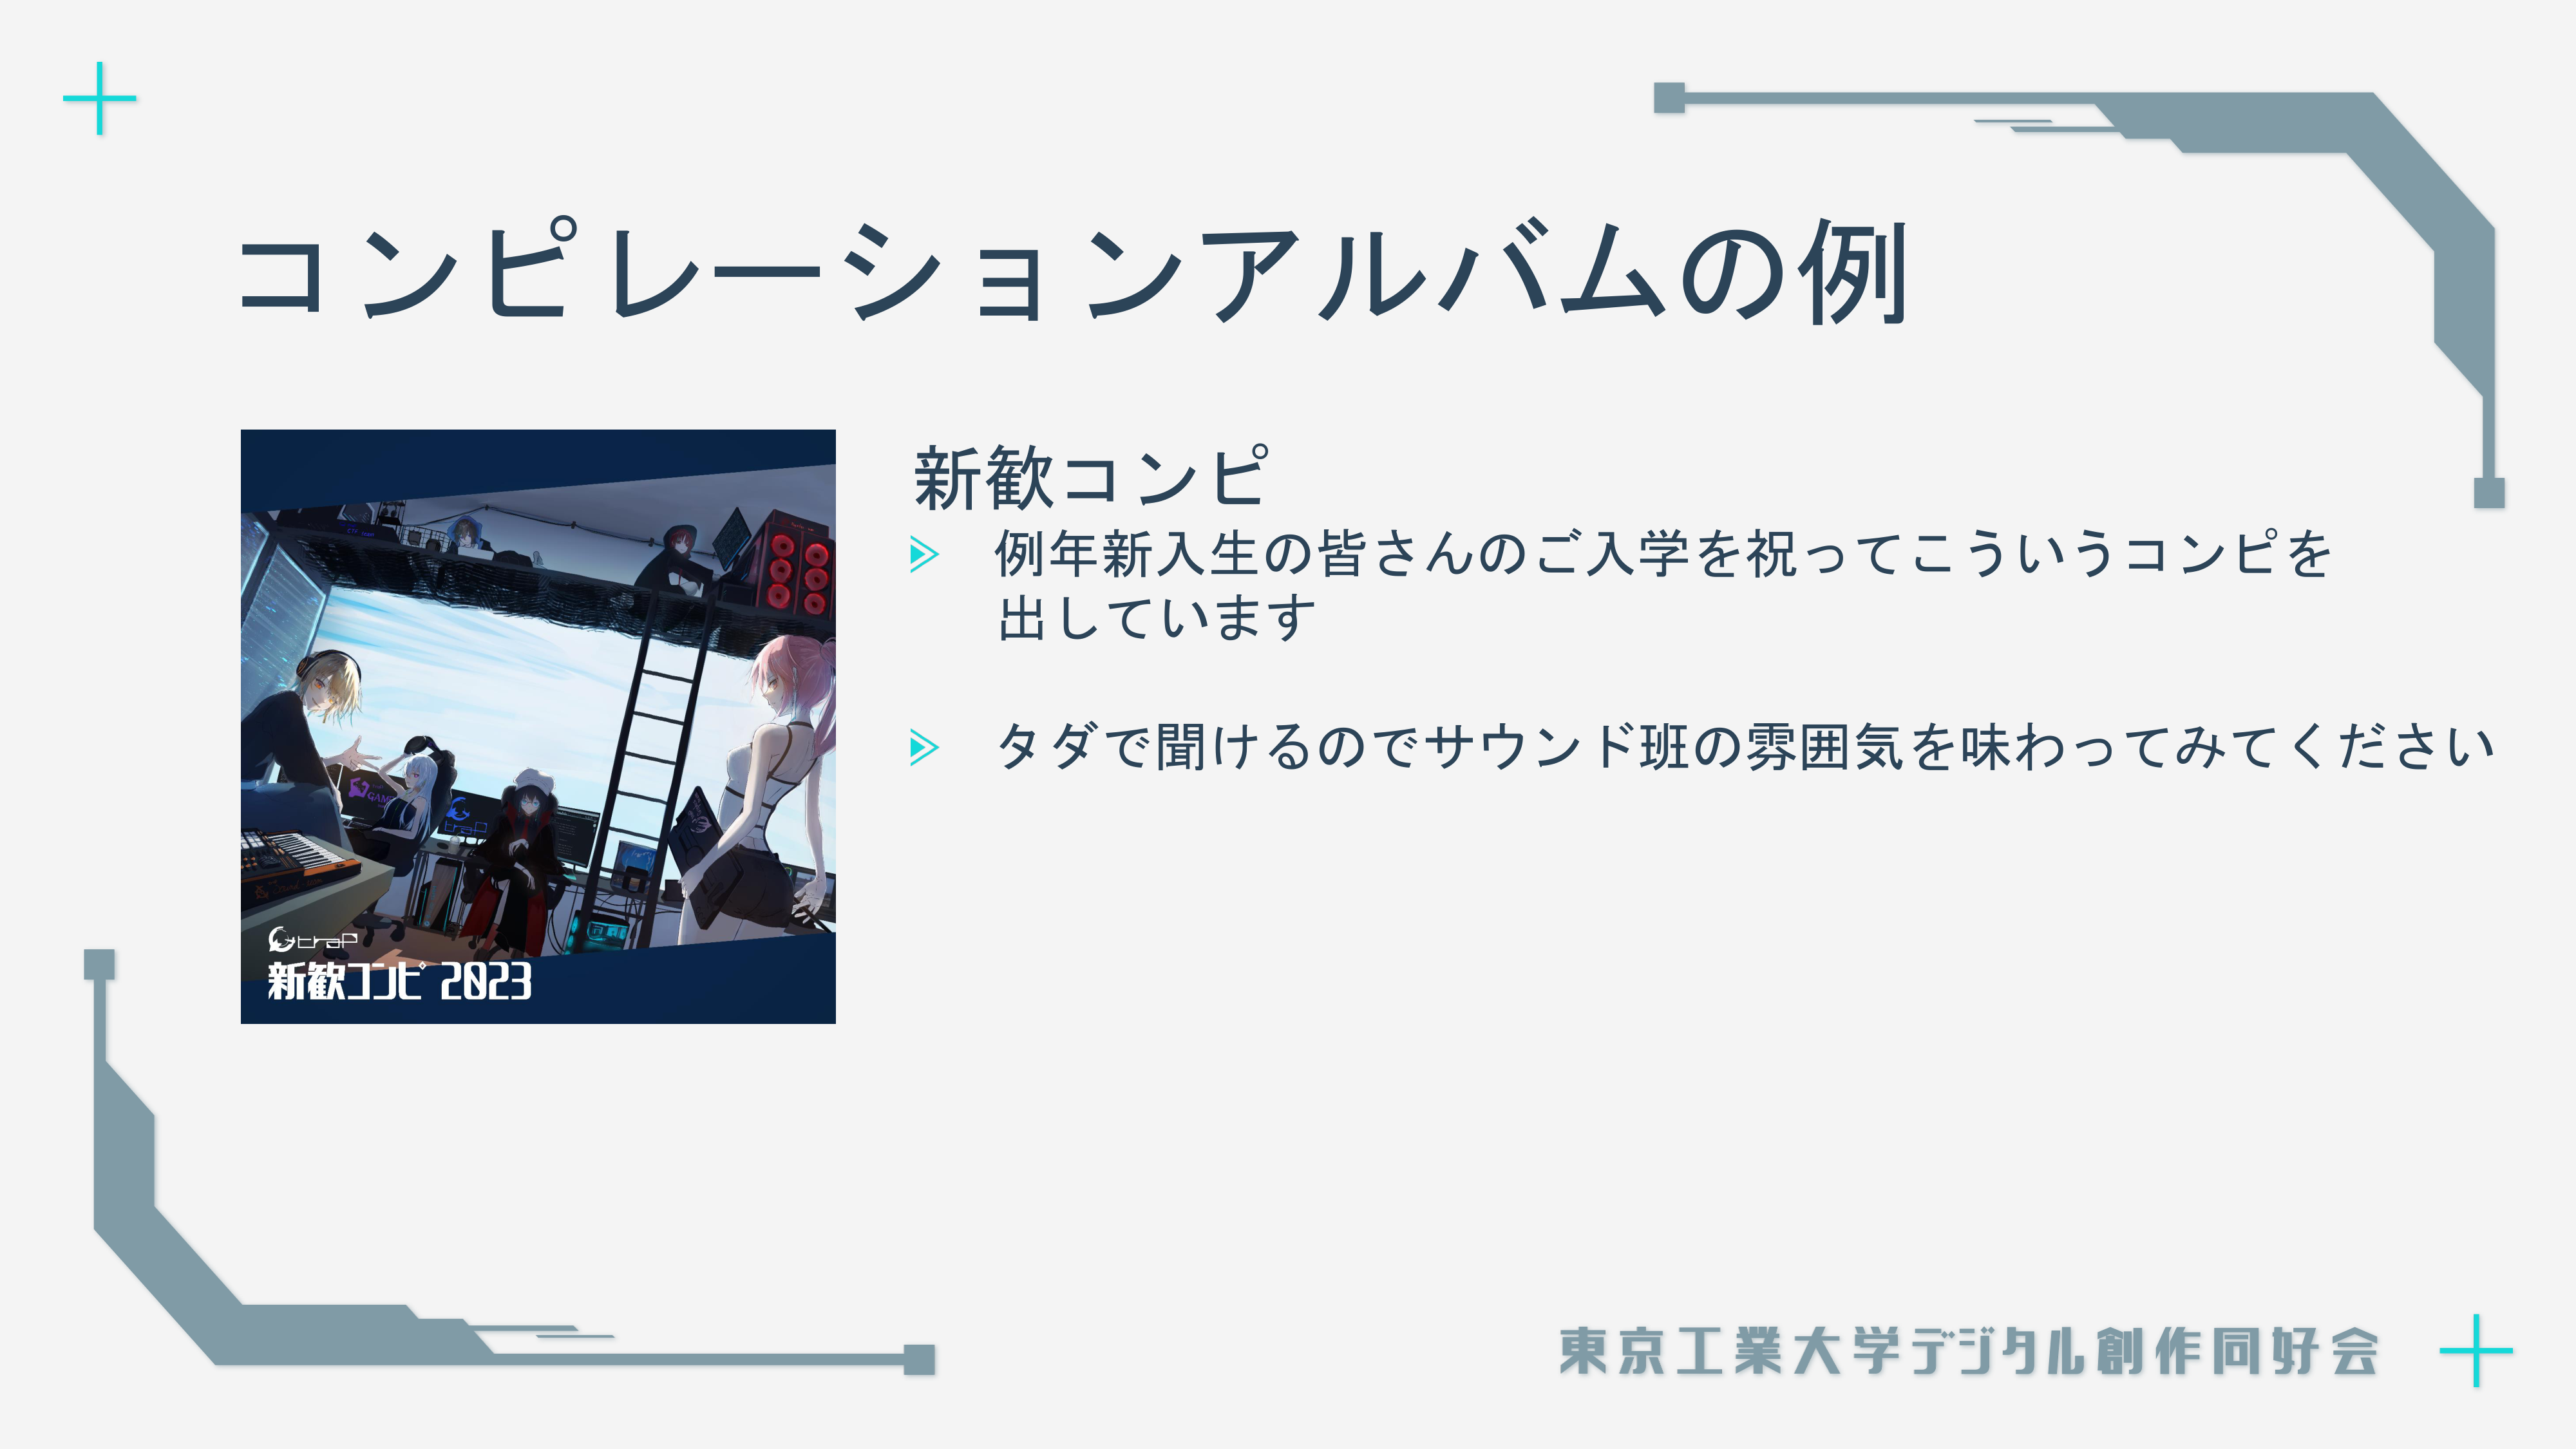 コンピレーションアルバムの例
新歓コンピ
例年新入生の皆さんのご入学を祝ってこういうコンピを
出しています
タダで聞けるのでサウンド班の雰囲気を味わってみてください
traP
新歓コンピ 2023
東京工業大学デジタル創作同好会